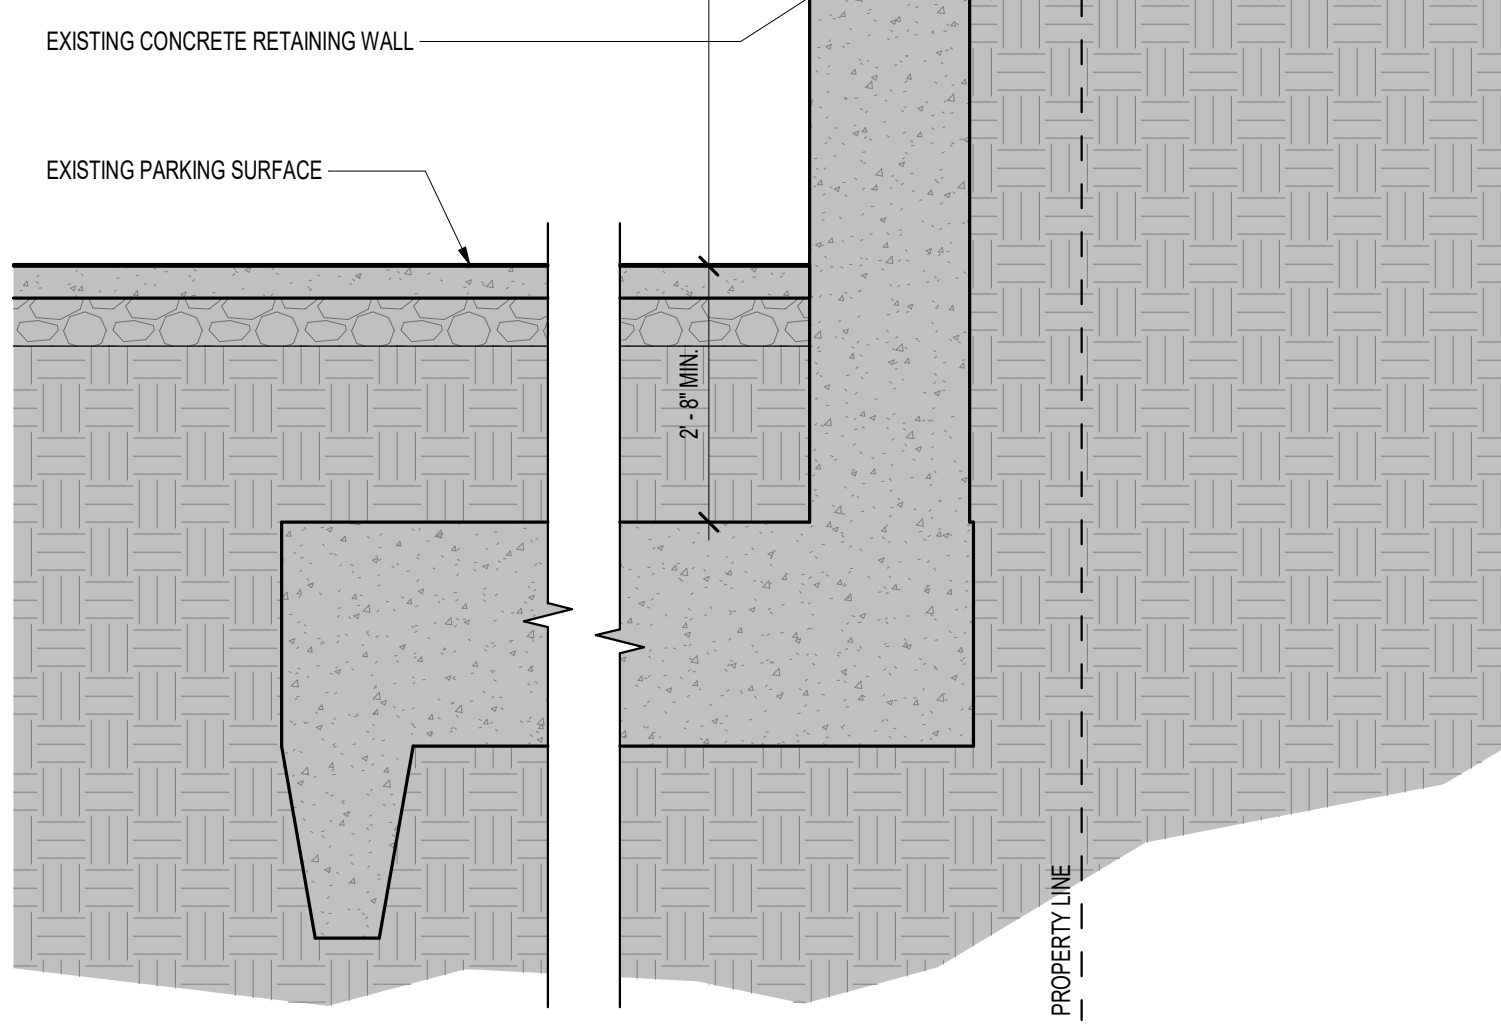 EXISTING CONCRETE RETAINING WALL
EXISTING PARKING SURFACE
2' - 8" MIN.
PROPERTY LINE